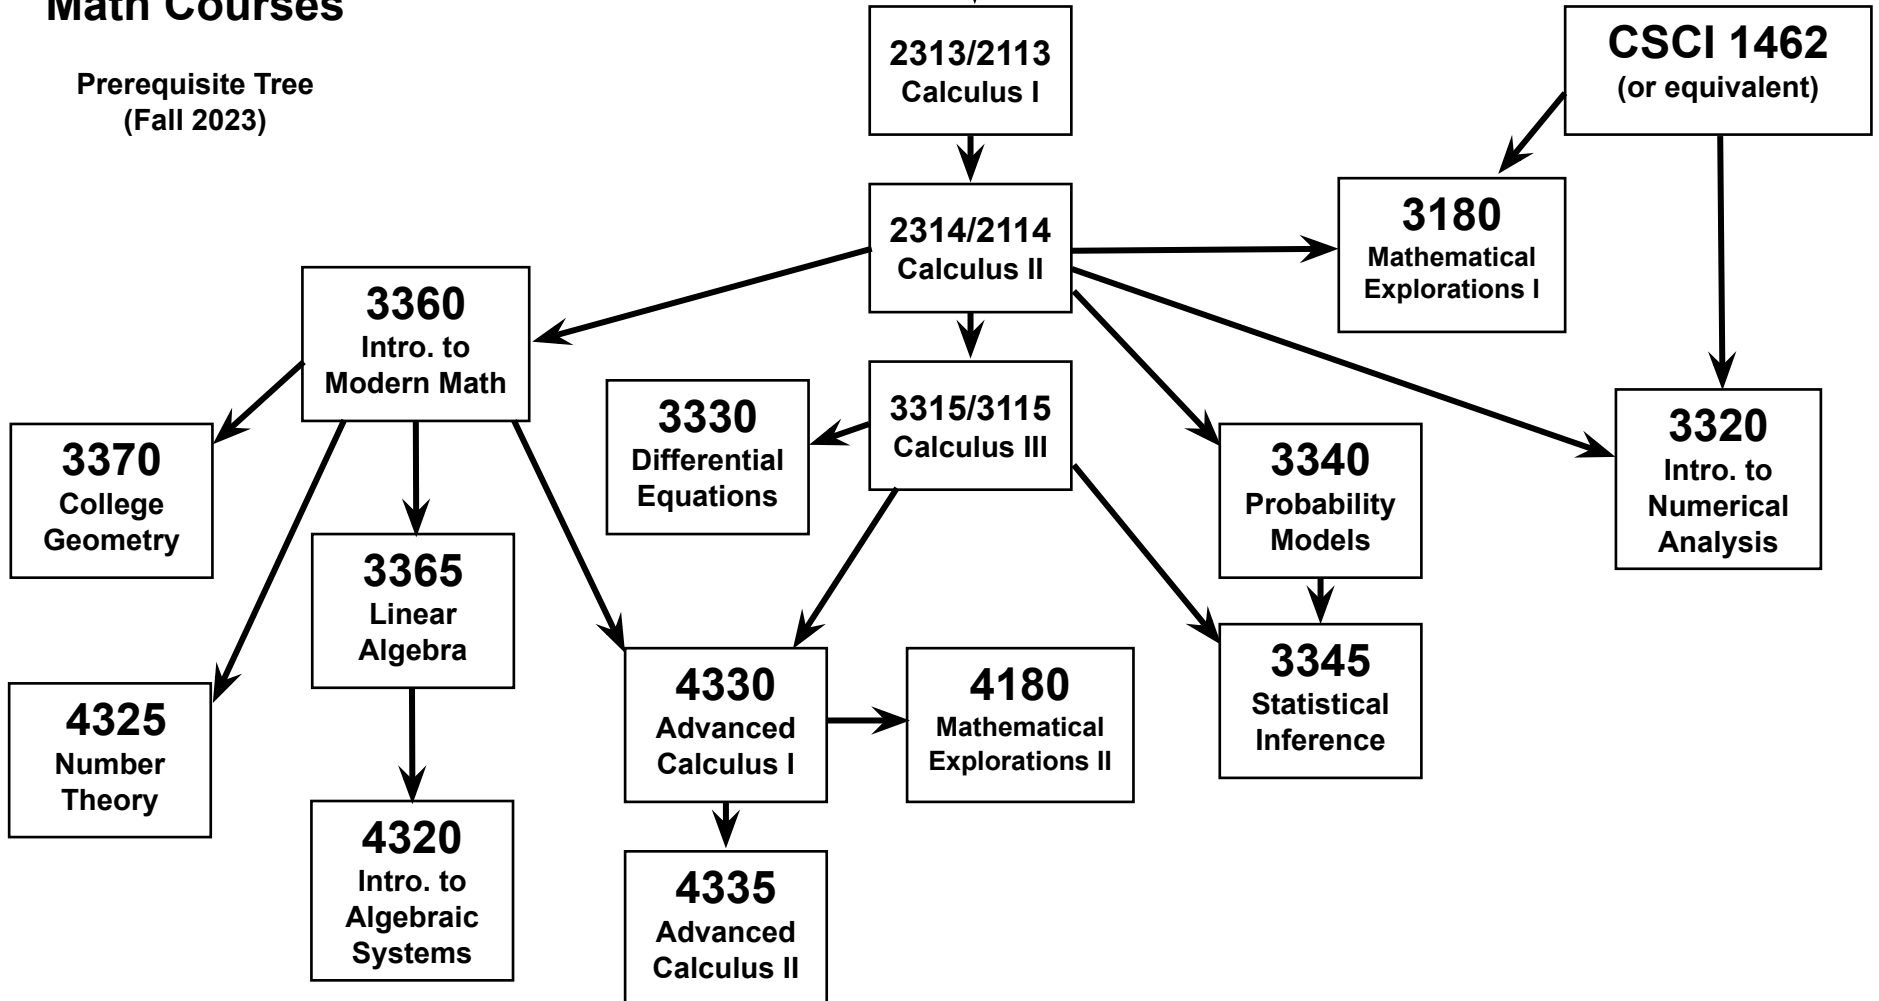 Math Courses
Prerequisite Tree
(Fall 2023)
2313/2113
Calculus I
CSCI 1462
(or equivalent)
2314/2114
Calculus II
3180
Mathematical
Explorations I
3360
Intro. to
Modern Math
3330
Differential
Equations
3315/3115
Calculus III
3340
Probability
Models
3320
Intro. to
Numerical
Analysis
3370
College
Geometry
3365
Linear
Algebra
4325
Number
Theory
4330
Advanced
Calculus I
4180
Mathematical
Explorations II
3345
Statistical
Inference
4320
Intro. to
Algebraic
Systems
4335
Advanced
Calculus II